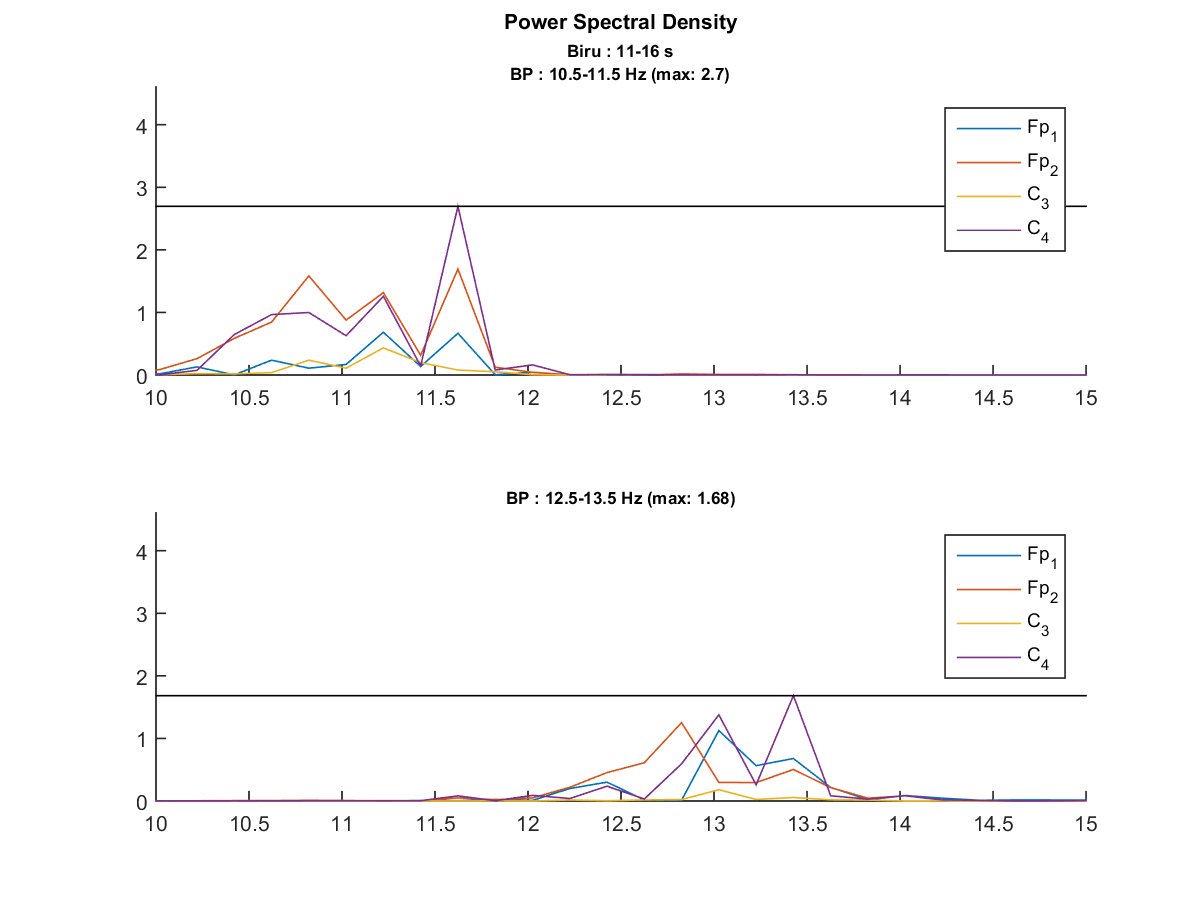 Power Spectral Density
Biru : 11-16 s
BP : 10.5-11.5 Hz (max: 2.7)
4
3
2
1
0
10 10.5 11 11.5 12 12.5 13 13.5 14 14.5 15
Fp1
Fp2
C3
C4
BP : 12.5-13.5 Hz (max: 1.68)
4
3
2
1
0
10 10.5 11 11.5 12 12.5 13 13.5 14 14.5 15
Fp1
Fp2
C3
C4